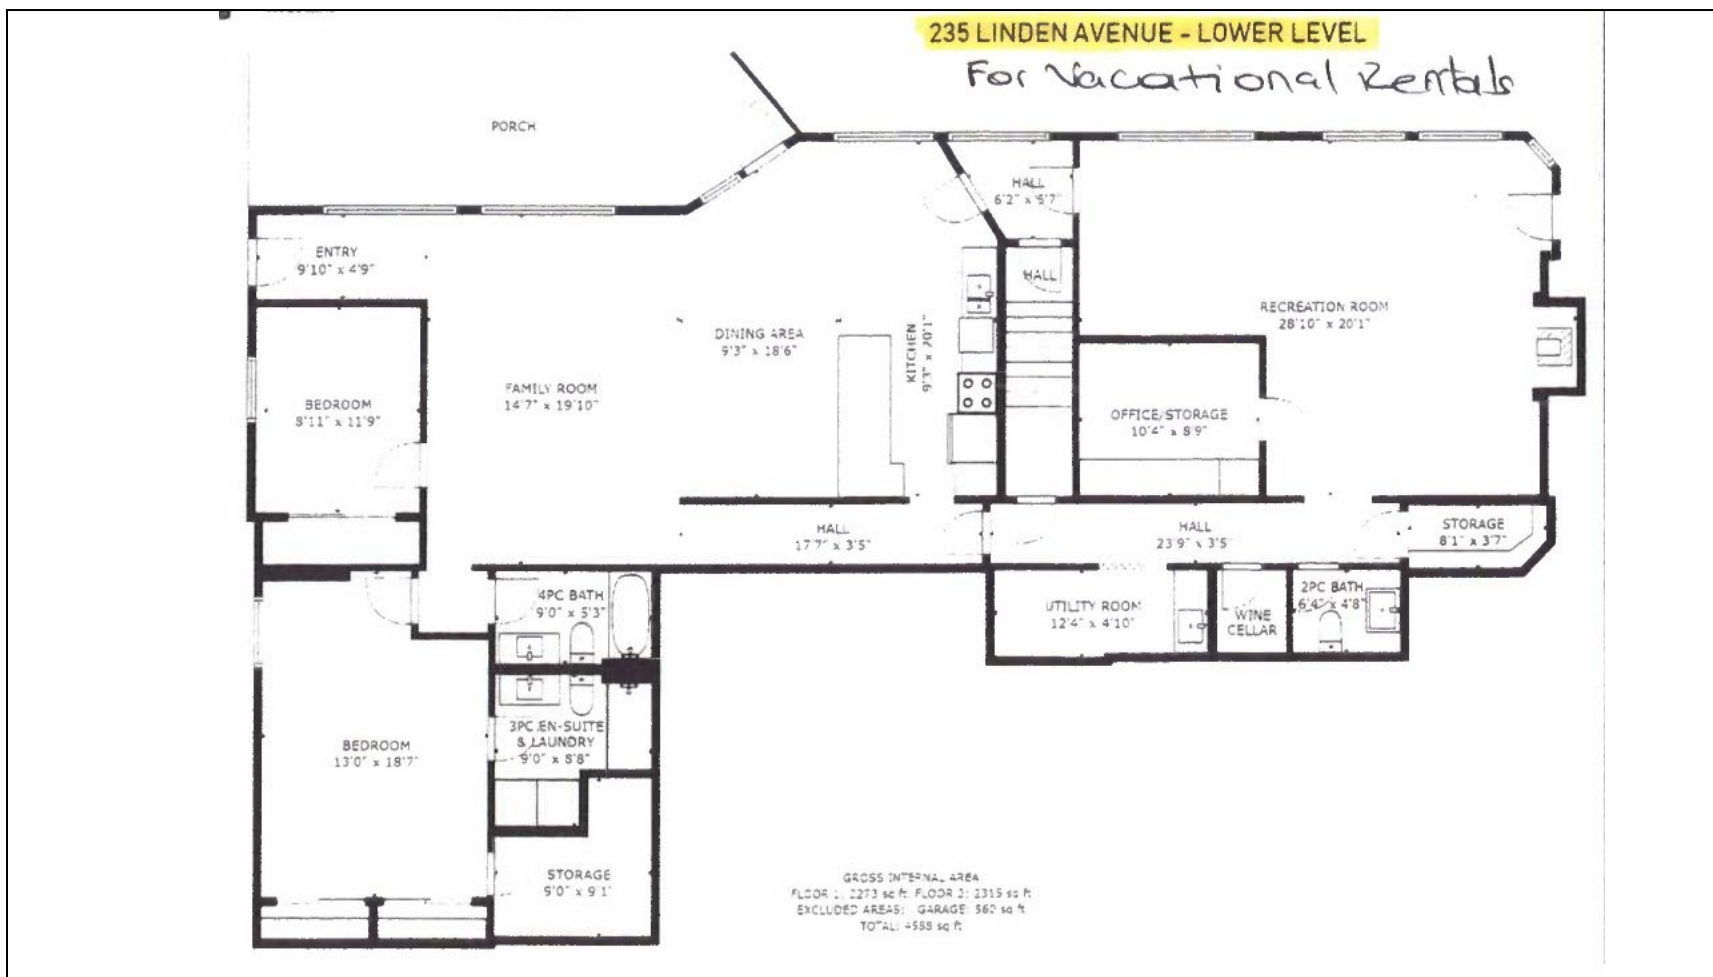 235 LINDEN AVENUE - LOWER LEVEL
For Vacational Rentals
PORCH
HALL
6'2" x 5'7"
ENTRY
9'10" x 4'9"
HALL
RECREATION ROOM
28'10" x 20'1"
DINING AREA
9'3" x 18'6"
KITCHEN
9'3" x 20'1"
FAMILY ROOM
14'7" x 19'10"
BEDROOM
8'11" x 11'9"
OFFICE/STORAGE
10'4" x 8'9"
HALL
17'7" x 3'5"
HALL
23'9" x 3'5"
STORAGE
8'1" x 3'7"
4PC BATH
9'0" x 5'3"
UTILITY ROOM
12'4" x 4'10"
WINE
CELLAR
2PC BATH
6'4" x 4'8"
3PC EN-SUITE
& LAUNDRY
9'0" x 8'8"
BEDROOM
13'0" x 18'7"
STORAGE
9'0" x 9'1"
GROSS INTERNAL AREA
FLOOR 1: 2273 sq ft, FLOOR 2: 2315 sq ft
EXCLUDED AREAS: GARAGE: 560 sq ft
TOTAL: 4588 sq ft